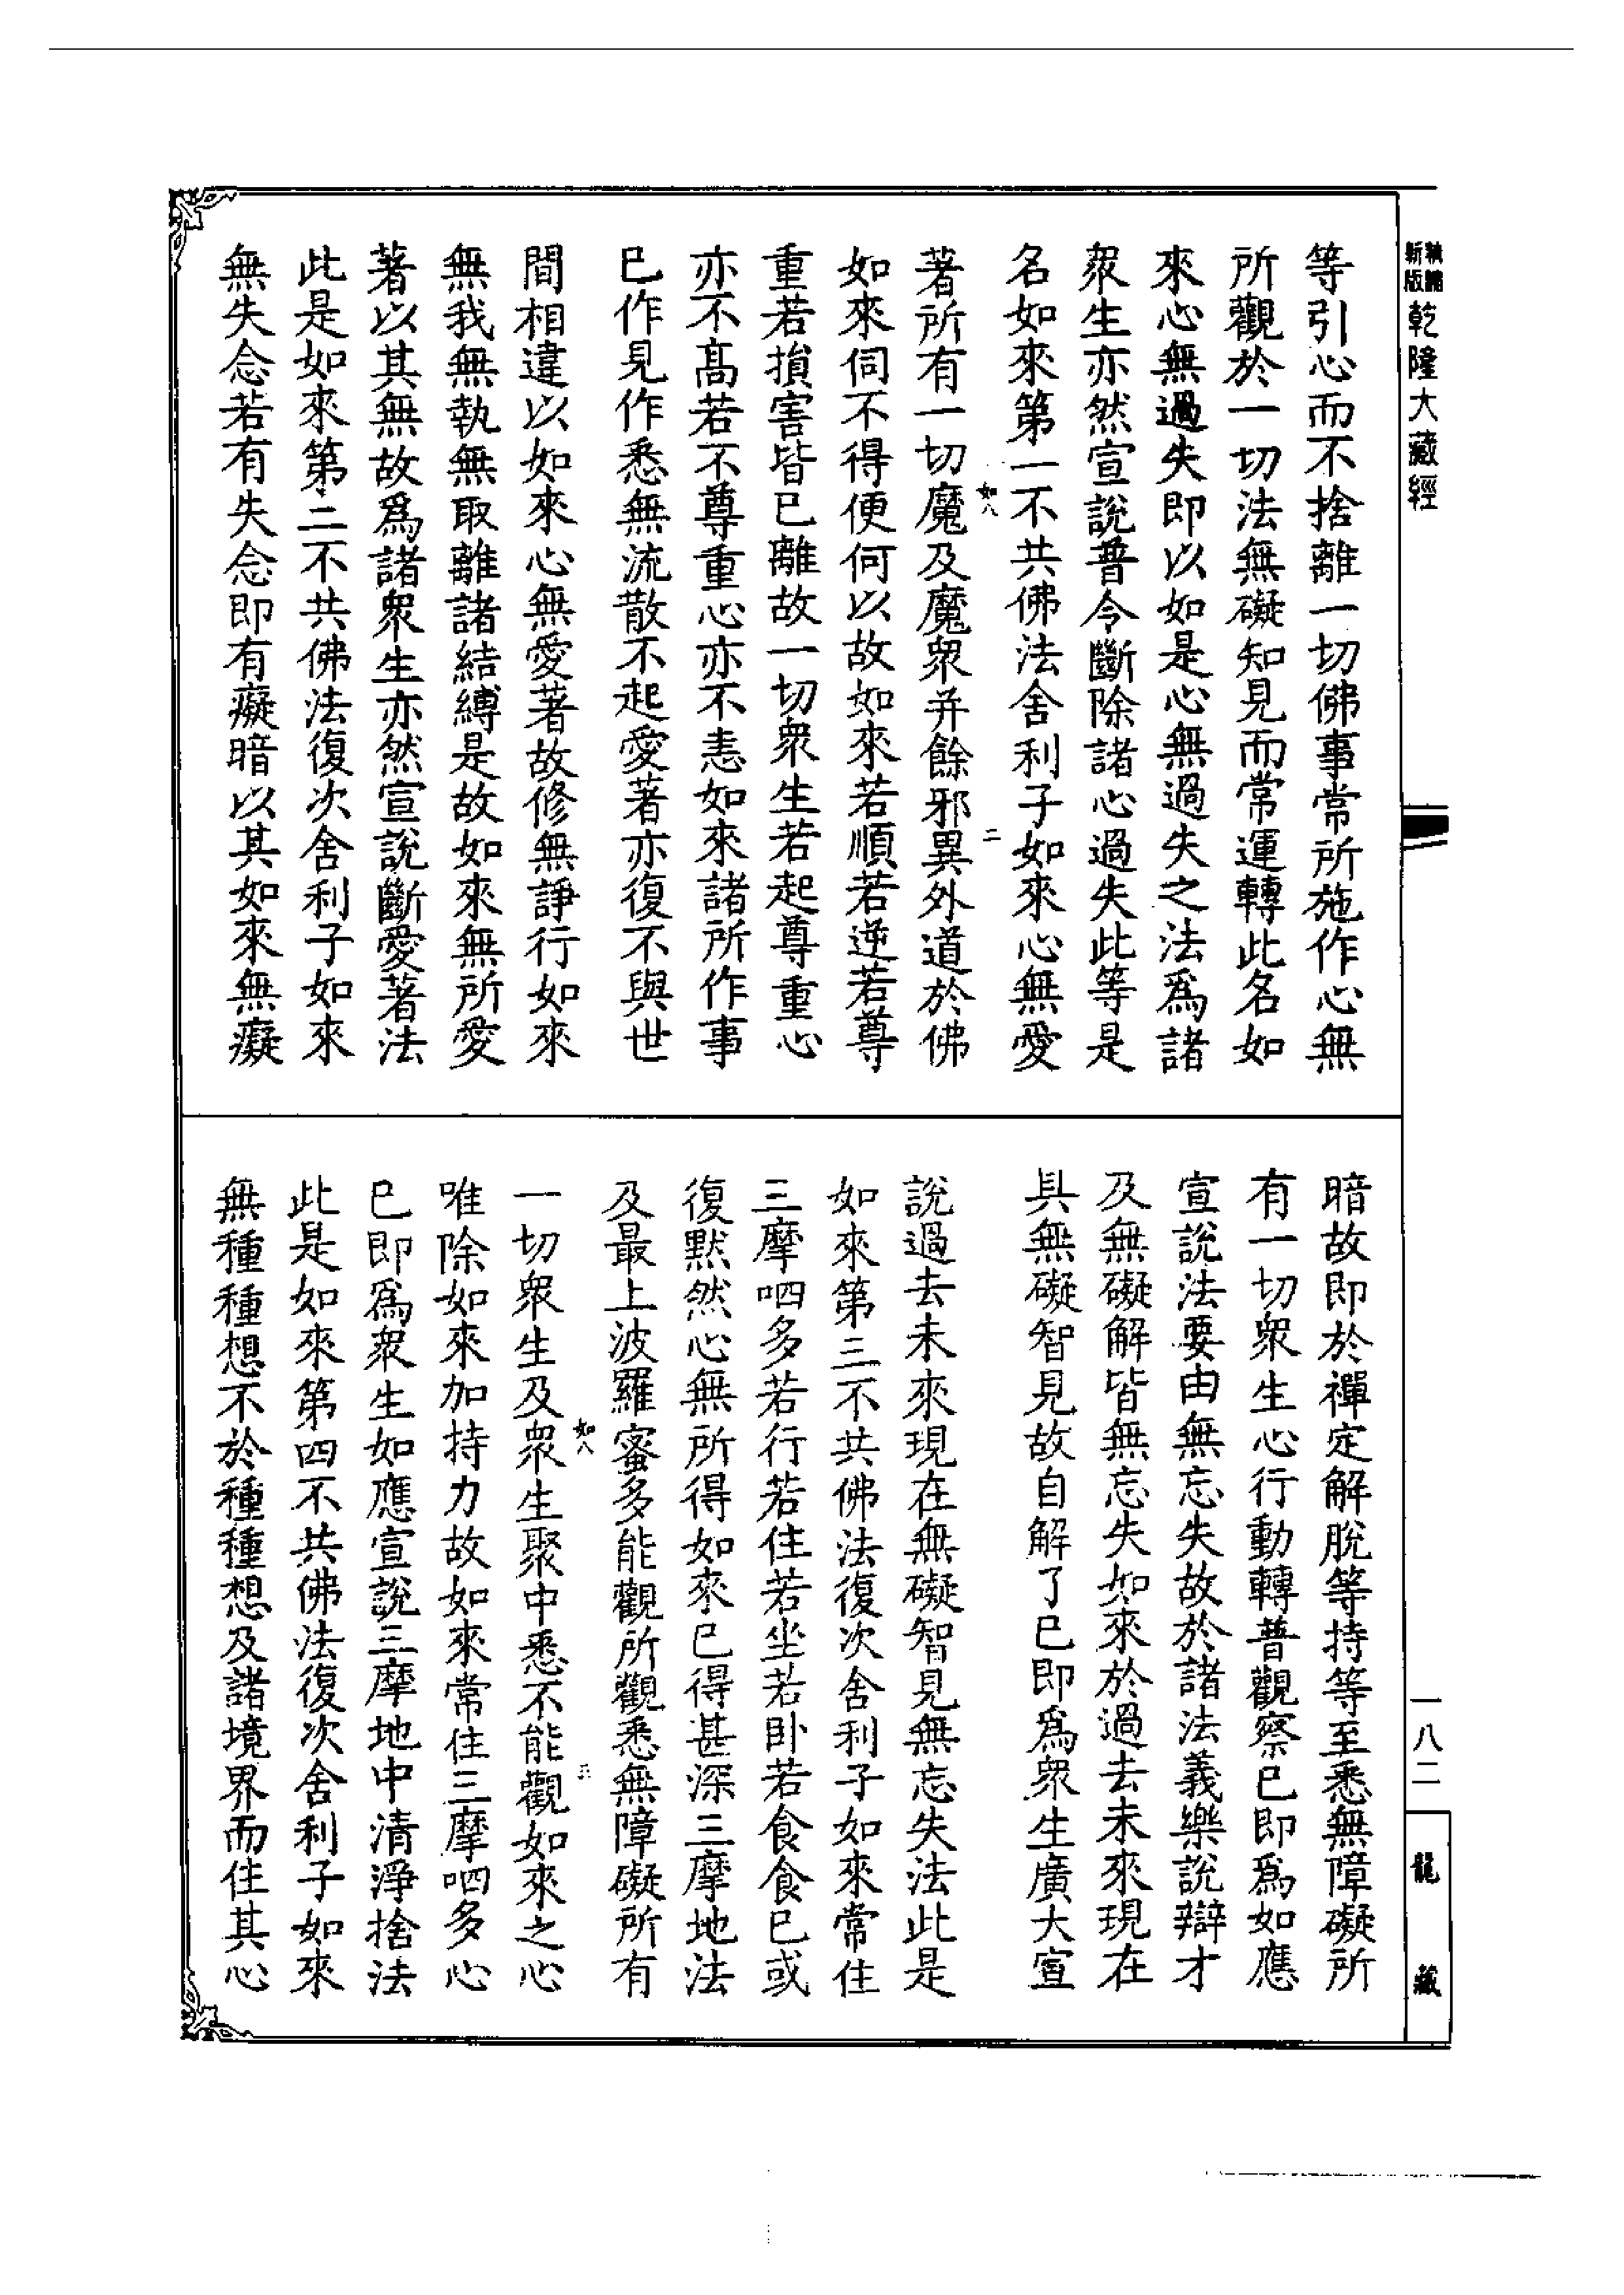 新版
精縮
乾隆大藏經
等引心而不捨離一切佛事常所施作心無
所觀於一切法無礙知見而常運轉此名如
來心無過失即以如是心無過失之法爲諸
衆生亦然宣說普令斷除諸心過失此等是
名如來第一不共佛法舍利子如來心無愛
如八
二
著所有一切魔及魔衆并餘邪異外道於佛
如來伺不得便何以故如來若順若逆若尊
重若損害皆已離故一切衆生若起尊重心
亦不高若不尊重心亦不恚如來諸所作事
已作見作悉無流散不起愛著亦復不與世
間相違以如來心無愛著故修無諍行如來
無我無執無取離諸結縛是故如來無所愛
著以其無故爲諸衆生亦然宣說斷愛著法
此是如來第二不共佛法復次舍利子如來
無失念若有失念即有癡暗以其如來無癡
暗故即於禪定解脫等持等至悉無障礙所
有一切衆生心行動轉普觀察已即爲如應
宣說法要由無忘失故於諸法義樂說辯才
及無礙解皆無忘失如來於過去未來現在
具無礙智見故自解了已即爲衆生廣大宣
說過去未來現在無礙智見無忘失法此是
如來第三不共佛法復次舍利子如來常住
三摩呬多若行若住若坐若卧若食食已或
復默然心無所得如來已得甚深三摩地法
及最上波羅蜜多能觀所觀悉無障礙所有
如八
三
一切衆生及衆生聚中悉不能觀如來之心
唯除如來加持力故如來常住三摩呬多心
已即爲衆生如應宣說三摩地中清淨捨法
此是如來第四不共佛法復次舍利子如來
無種種想不於種種想及諸境界而住其心
一八二
龍藏